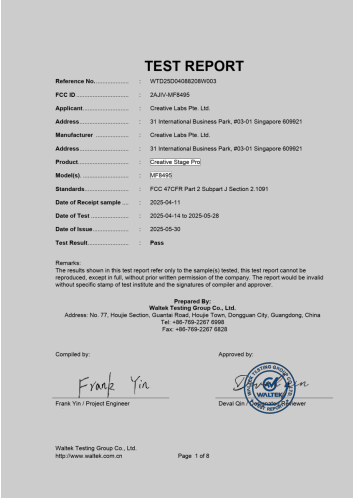 TEST REPORT
Reference No. .................. : WTD25D04088208W003
FCC ID ........................... : 2AJIV-MF8495
Applicant ........................ : Creative Labs Pte. Ltd.
Address .......................... : 31 International Business Park, #03-01 Singapore 609921
Manufacturer .................. : Creative Labs Pte. Ltd.
Address .......................... : 31 International Business Park, #03-01 Singapore 609921
Product ........................... : Creative Stage Pro
Model(s). ........................ : MF8495
Standards ....................... : FCC 47CFR Part 2 Subpart J Section 2.1091
Date of Receipt sample .... : 2025-04-11
Date of Test .................... : 2025-04-14 to 2025-05-28
Date of Issue .................... : 2025-05-30
Test Result ...................... : Pass
Remarks:
The results shown in this test report refer only to the sample(s) tested, this test report cannot be
reproduced, except in full, without prior written permission of the company. The report would be invalid
without specific stamp of test institute and the signatures of compiler and approver.
Prepared By:
Waltek Testing Group Co., Ltd.
Address: No. 77, Houjie Section, Guantai Road, Houjie Town, Dongguan City, Guangdong, China
Tel: +86-769-2267 6998
Fax: +86-769-2267 6828
Compiled by: Approved by:
Frank Yin
WALTEK TESTING GROUP CO
WALTEK
Frank Yin / Project Engineer Deval Qin / Designated Reviewer
Waltek Testing Group Co., Ltd.
http://www.waltek.com.cn Page 1 of 8